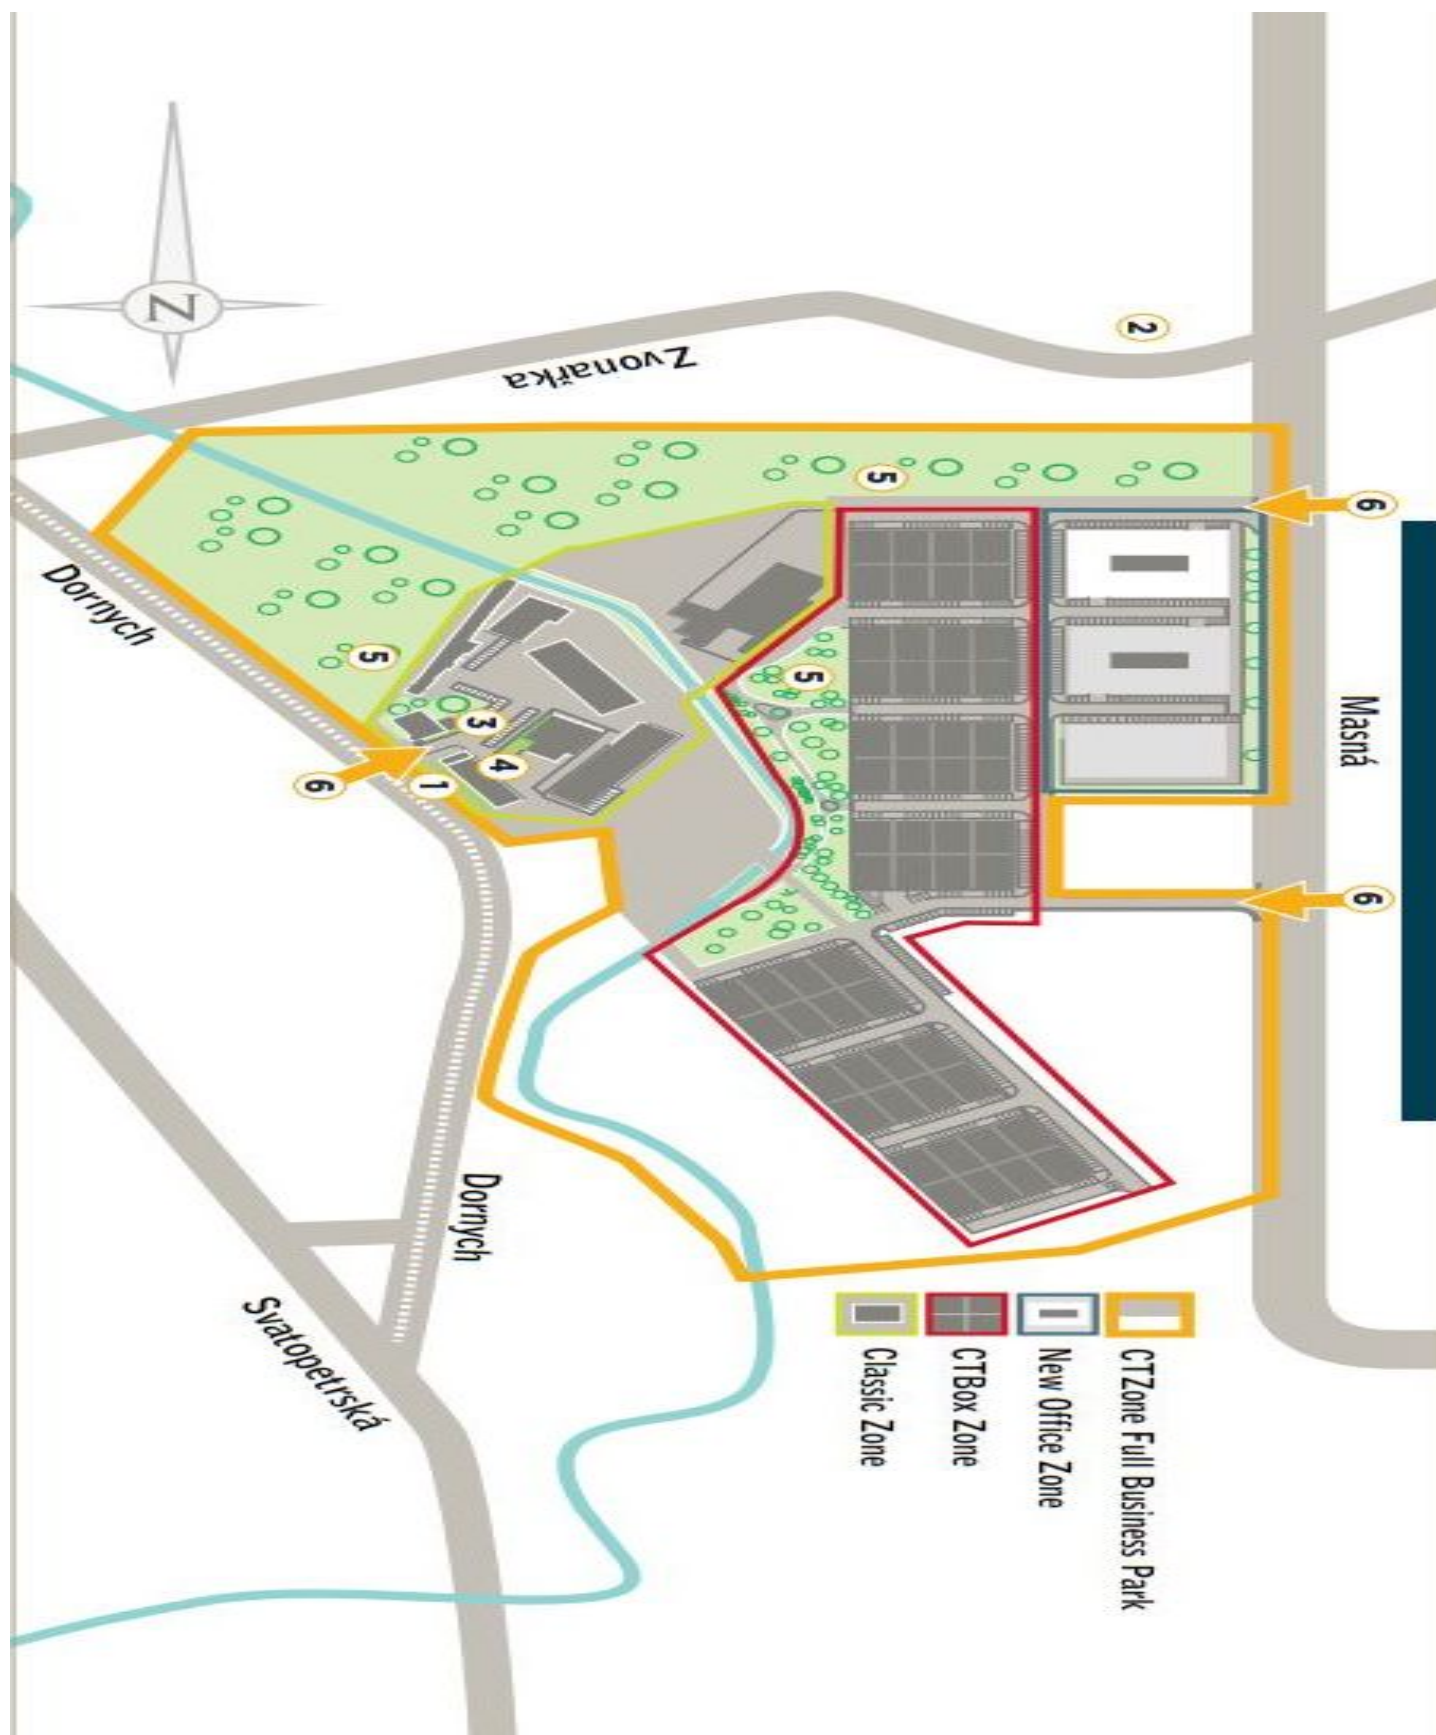 6
Masná
6
2
CTZone Full Business Park
New Office Zone
CTBox Zone
Classic Zone
5
5
Zvonařka
4
3
Dornych
1
5
6
Svatopetrská
N
Dornych